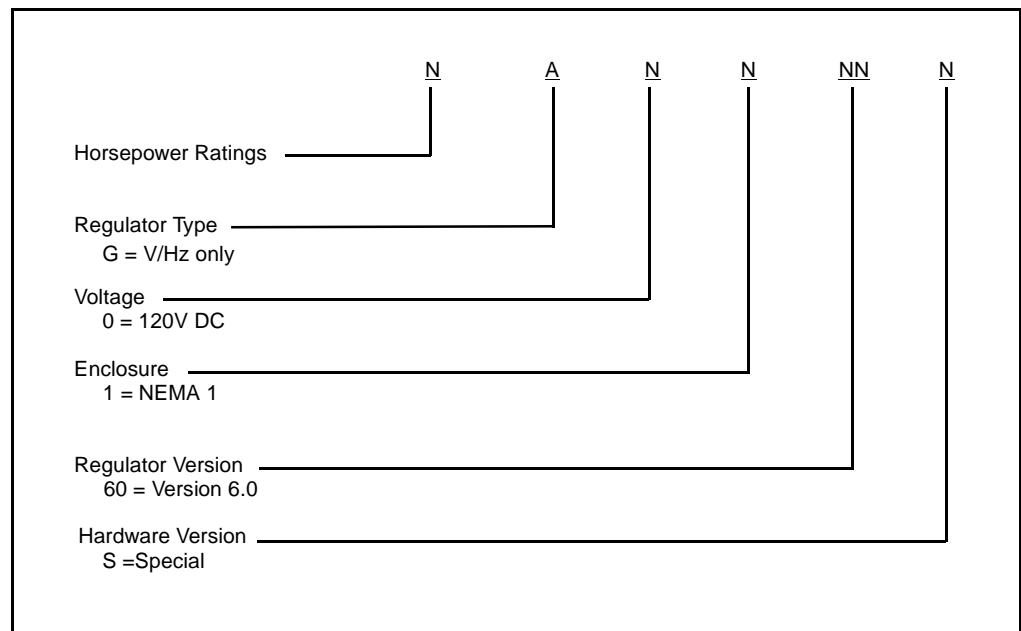 N A N N NN N
Horsepower Ratings
Regulator Type
G = V/Hz only
Voltage
0 = 120V DC
Enclosure
1 = NEMA 1
Regulator Version
60 = Version 6.0
Hardware Version
S =Special